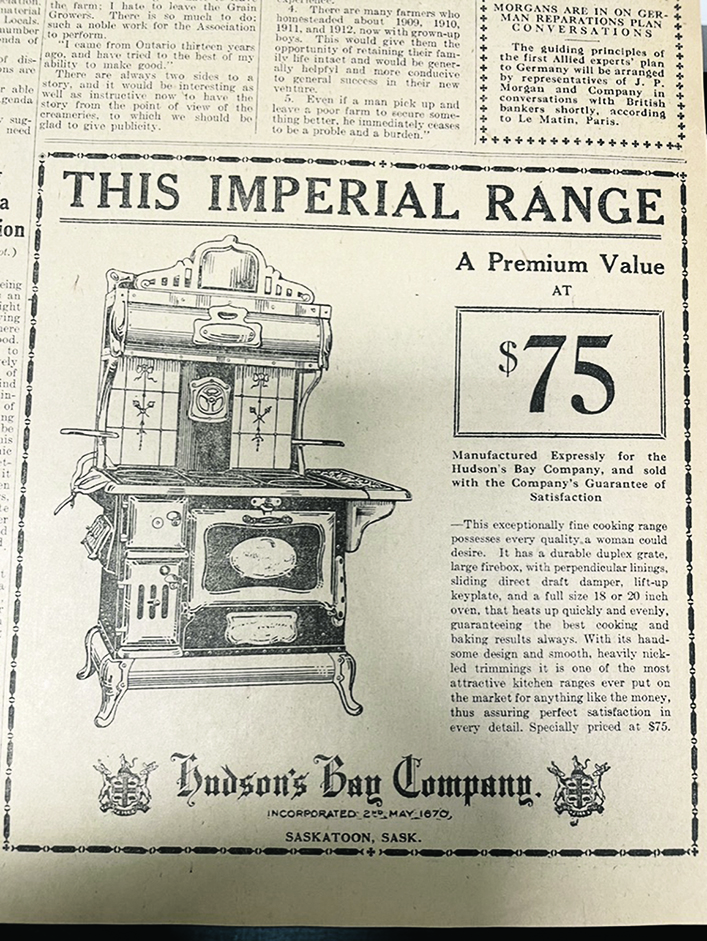 the farm; I hate to leave the Grain
Growers. There is so much to do;
such a noble work for the Association
to perform.
"I came from Ontario thirteen years
ago, and have tried to the best of my
ability to make good."
There are always two sides to a
story, and it would be interesting as
well as instructive now to have the
story from the point of view of the
creameries, to which we should be
glad to give publicity.
4. There are many farmers who
homesteaded about 1909, 1910,
1911, and 1912, now with grown-up
boys. This would give them the
opportunity of retaining their fam-
ily life intact and would be gener-
ally helpful and more conducive
to general success in their new
venture.
5. Even if a man pick up and
leave a poor farm to secure some-
thing better, he immediately ceases
to be a proble and a burden."
MORGANS ARE IN ON GER-
MAN REPARATIONS PLAN
CONVERSATIONS
The guiding principles of
the first Allied experts' plan
to Germany will be arranged
by representatives of J. P.
Morgan and Company in
conversations with British
bankers shortly, according
to Le Matin, Paris.
THIS IMPERIAL RANGE
A Premium Value
AT
$75
Manufactured Expressly for the
Hudson's Bay Company, and sold
with the Company's Guarantee of
Satisfaction
—This exceptionally fine cooking range
possesses every quality a woman could
desire. It has a durable duplex grate,
large firebox, with perpendicular linings,
sliding direct draft damper, lift-up
keyplate, and a full size 18 or 20 inch
oven, that heats up quickly and evenly,
guaranteeing the best cooking and
baking results always. With its hand-
some design and smooth, heavily nick-
led trimmings it is one of the most
attractive kitchen ranges ever put on
the market for anything like the money,
thus assuring perfect satisfaction in
every detail. Specially priced at $75.
Hudson's Bay Company.
INCORPORATED 2ND MAY 1670
SASKATOON, SASK.